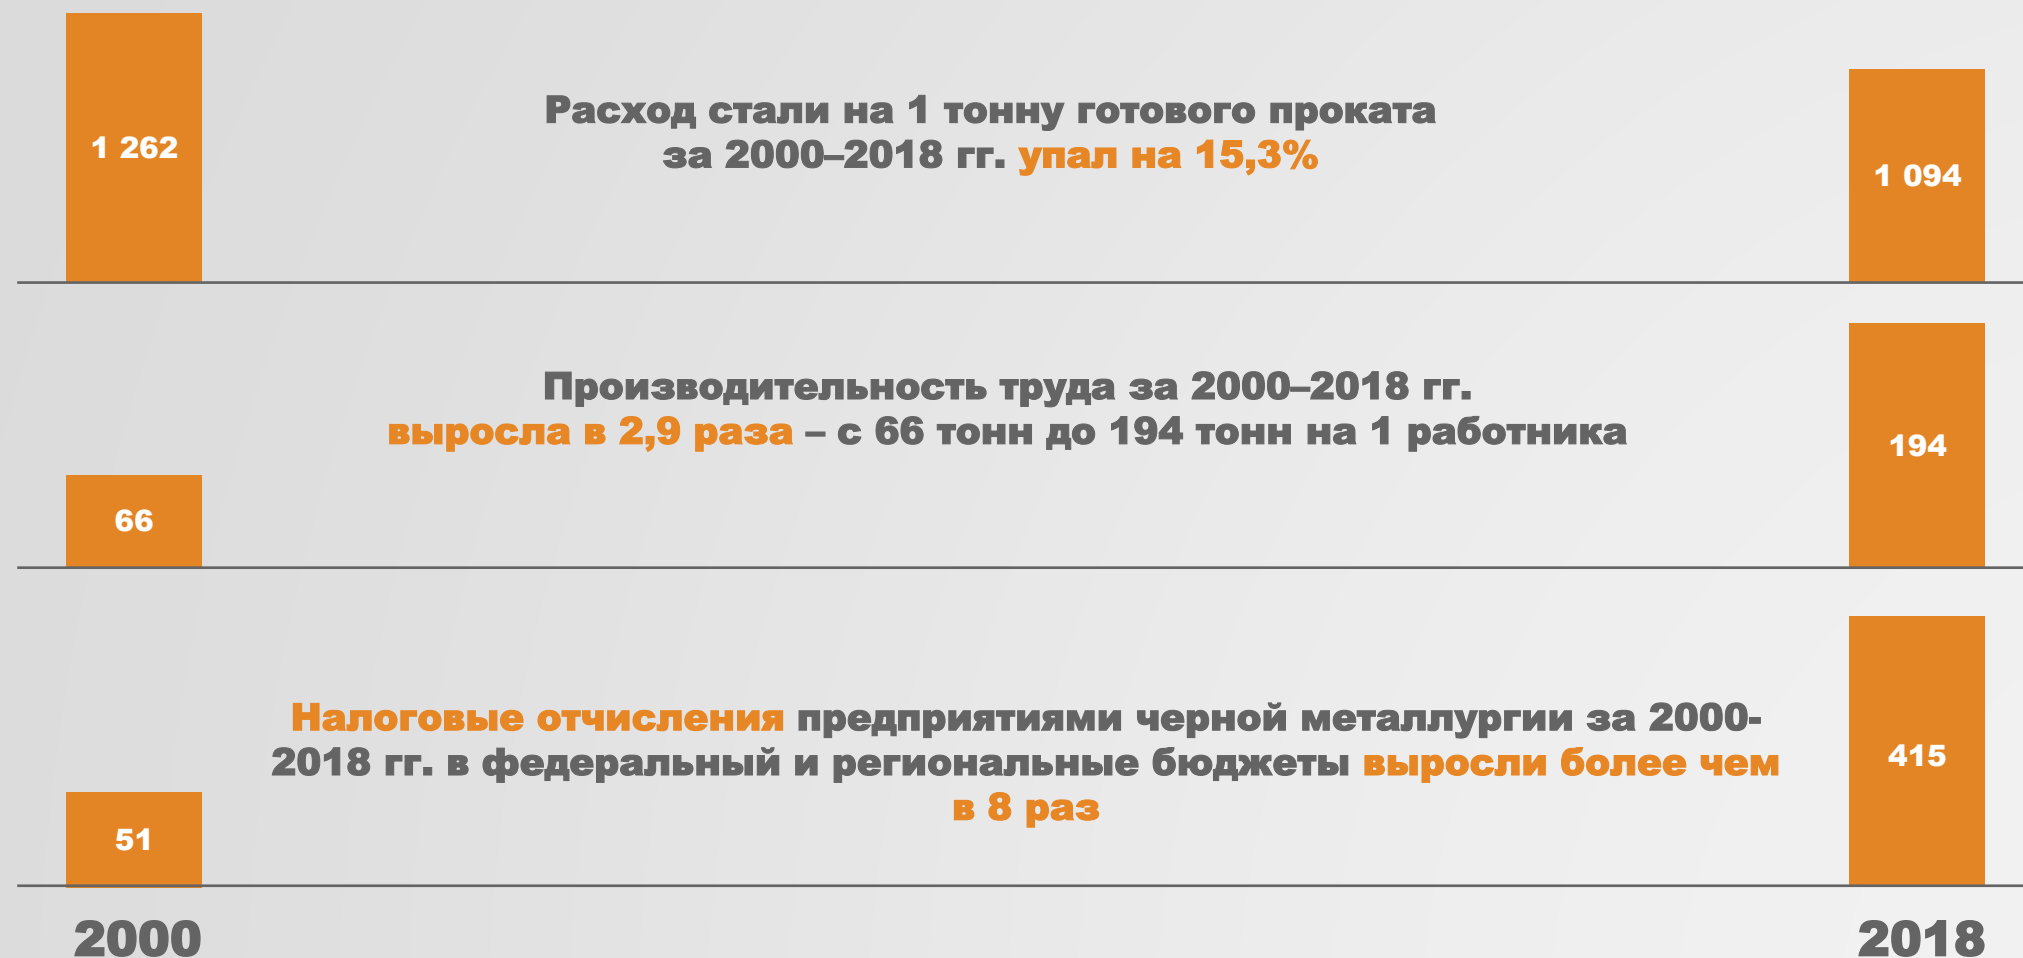 1 262
Расход стали на 1 тонну готового проката
за 2000–2018 гг. упал на 15,3%
1 094
Производительность труда за 2000–2018 гг.
выросла в 2,9 раза – с 66 тонн до 194 тонн на 1 работника
66
194
Налоговые отчисления предприятиями черной металлургии за 2000-
2018 гг. в федеральный и региональные бюджеты выросли более чем
в 8 раз
51
415
2000
2018